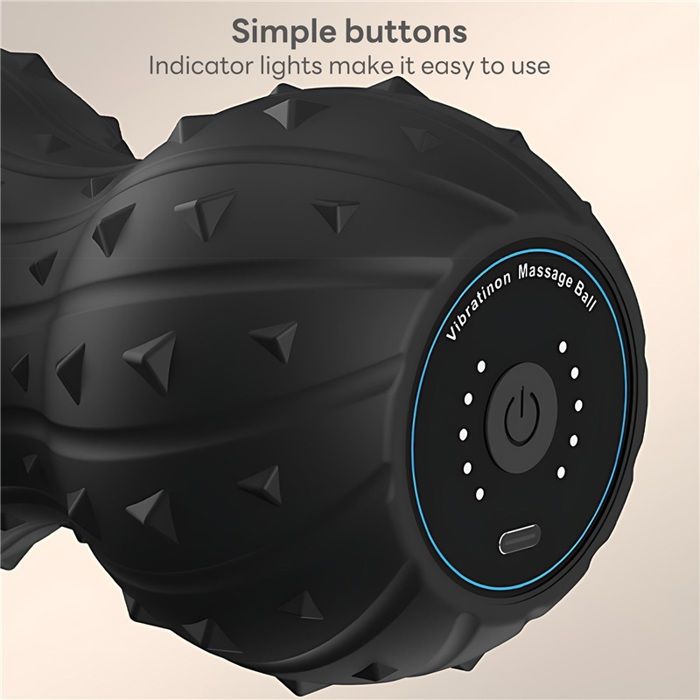 Simple buttons
Indicator lights make it easy to use
Vibratinon Massage Ball